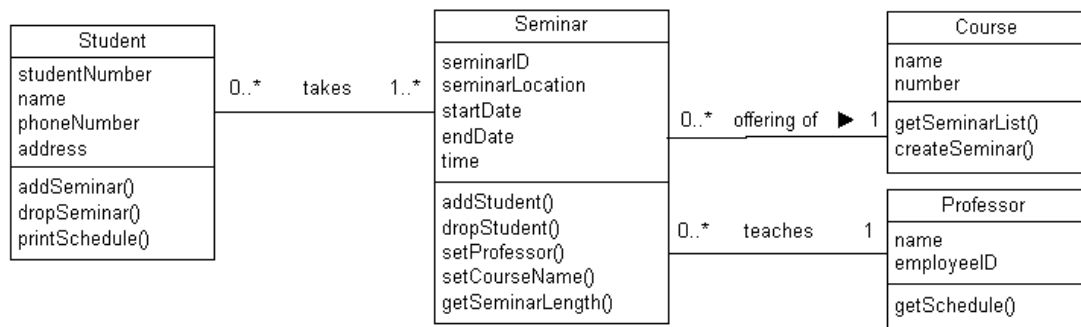 Student
studentNumber
name
phoneNumber
address
addSeminar()
dropSeminar()
printSchedule()
0..* takes 1..*
Seminar
seminarID
seminarLocation
startDate
endDate
time
addStudent()
dropStudent()
setProfessor()
setCourseName()
getSeminarLength()
0..* offering of ▶ 1
Course
name
number
getSeminarList()
createSeminar()
0..* teaches 1
Professor
name
employeeID
getSchedule()